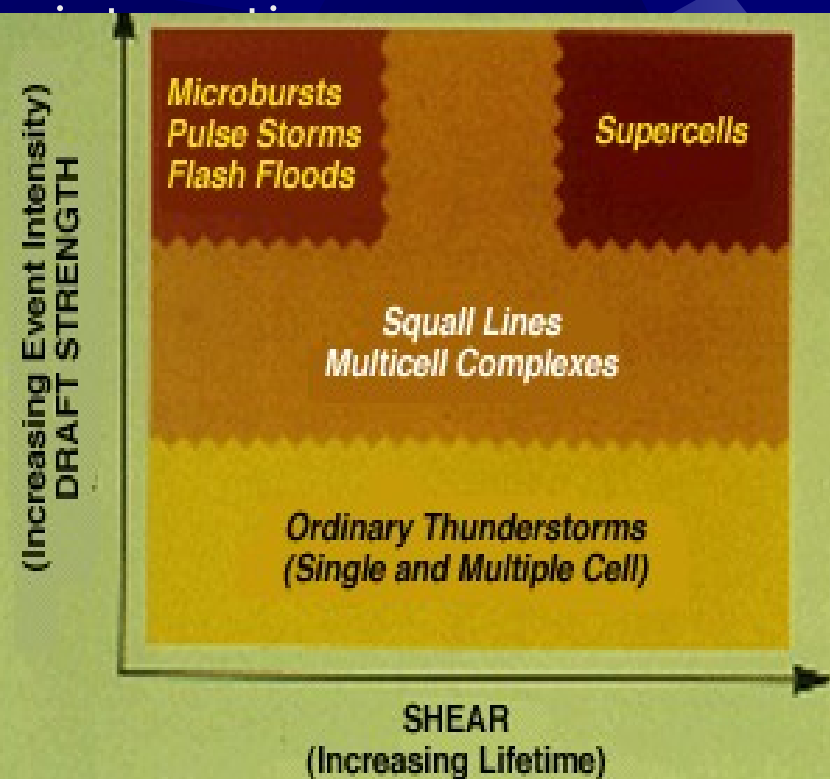 Microbursts
Pulse Storms
Flash Floods
Supercells
Squall Lines
Multicell Complexes
Ordinary Thunderstorms
(Single and Multiple Cell)
(Increasing Event Intensity)
DRAFT STRENGTH
SHEAR
(Increasing Lifetime)